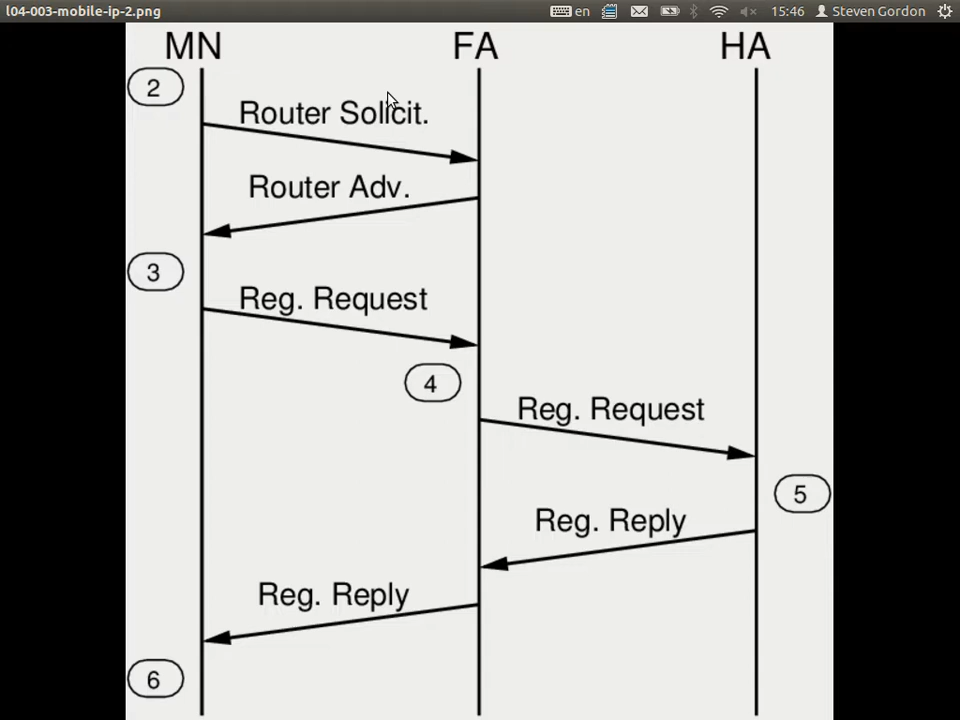 l04-003-mobile-ip-2.png en 15:46 Steven Gordon
MN FA HA
2
Router Solicit.
Router Adv.
3
Reg. Request
4
Reg. Request
5
Reg. Reply
Reg. Reply
6